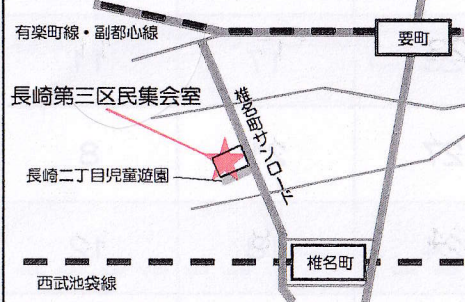 有楽町線・副都心線
要町
長崎第三区民集会室
椎名町サンロード
長崎二丁目児童遊園
椎名町
西武池袋線